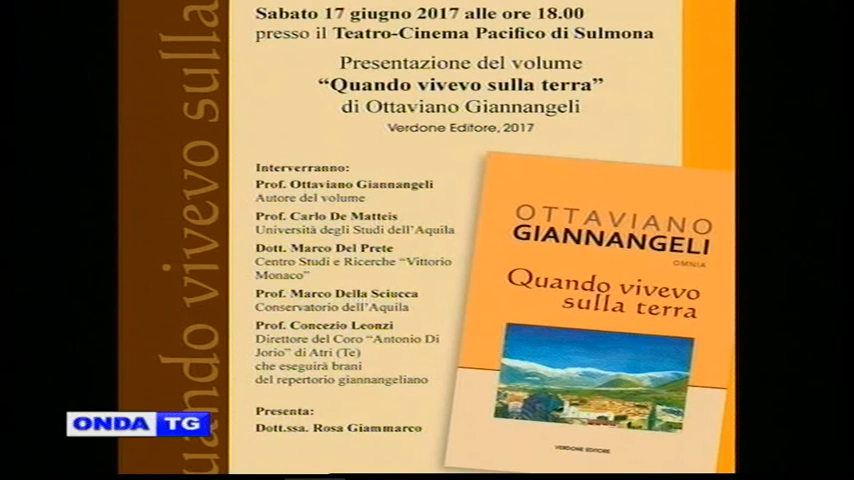 Sabato 17 giugno 2017 alle ore 18.00
presso il Teatro-Cinema Pacifico di Sulmona
Presentazione del volume
“Quando vivevo sulla terra”
di Ottaviano Giannangeli
Verdone Editore, 2017
Interverranno:
Prof. Ottaviano Giannangeli
Autore del volume
Prof. Carlo De Matteis
Università degli Studi dell’Aquila
Dott. Marco Del Prete
Centro Studi e Ricerche “Vittorio
Monaco”
Prof. Marco Della Sciucca
Conservatorio dell’Aquila
Prof. Concezio Leonzi
Direttore del Coro “Antonio Di
Jorio” di Atri (Te)
che eseguirà brani
del repertorio giannangeliano
Presenta:
Dott.ssa. Rosa Giammarco
uando vivevo sulla
OTTAVIANO
GIANNANGELI
OMNIA
Quando vivevo
sulla terra
VERDONE EDITORE
ONDA TG